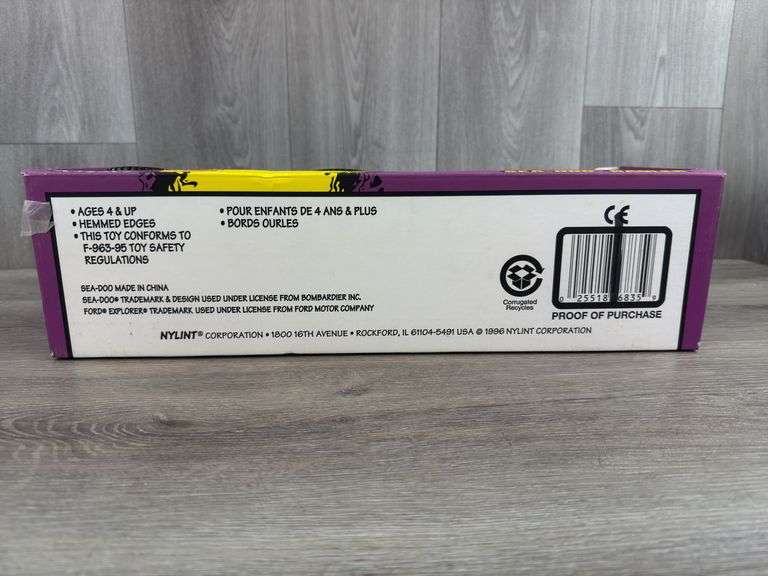 • AGES 4 & UP
• HEMMED EDGES
• THIS TOY CONFORMS TO
F-963-95 TOY SAFETY
REGULATIONS
• POUR ENFANTS DE 4 ANS & PLUS
• BORDS OURLES
SEA-DOO MADE IN CHINA
SEA-DOO® TRADEMARK & DESIGN USED UNDER LICENSE FROM BOMBARDIER INC.
FORD® EXPLORER® TRADEMARK USED UNDER LICENSE FROM FORD MOTOR COMPANY
NYLINT® CORPORATION • 1800 16TH AVENUE • ROCKFORD, IL 61104-5491 USA © 1996 NYLINT CORPORATION
Corrugated
Recycles
CE
PROOF OF PURCHASE